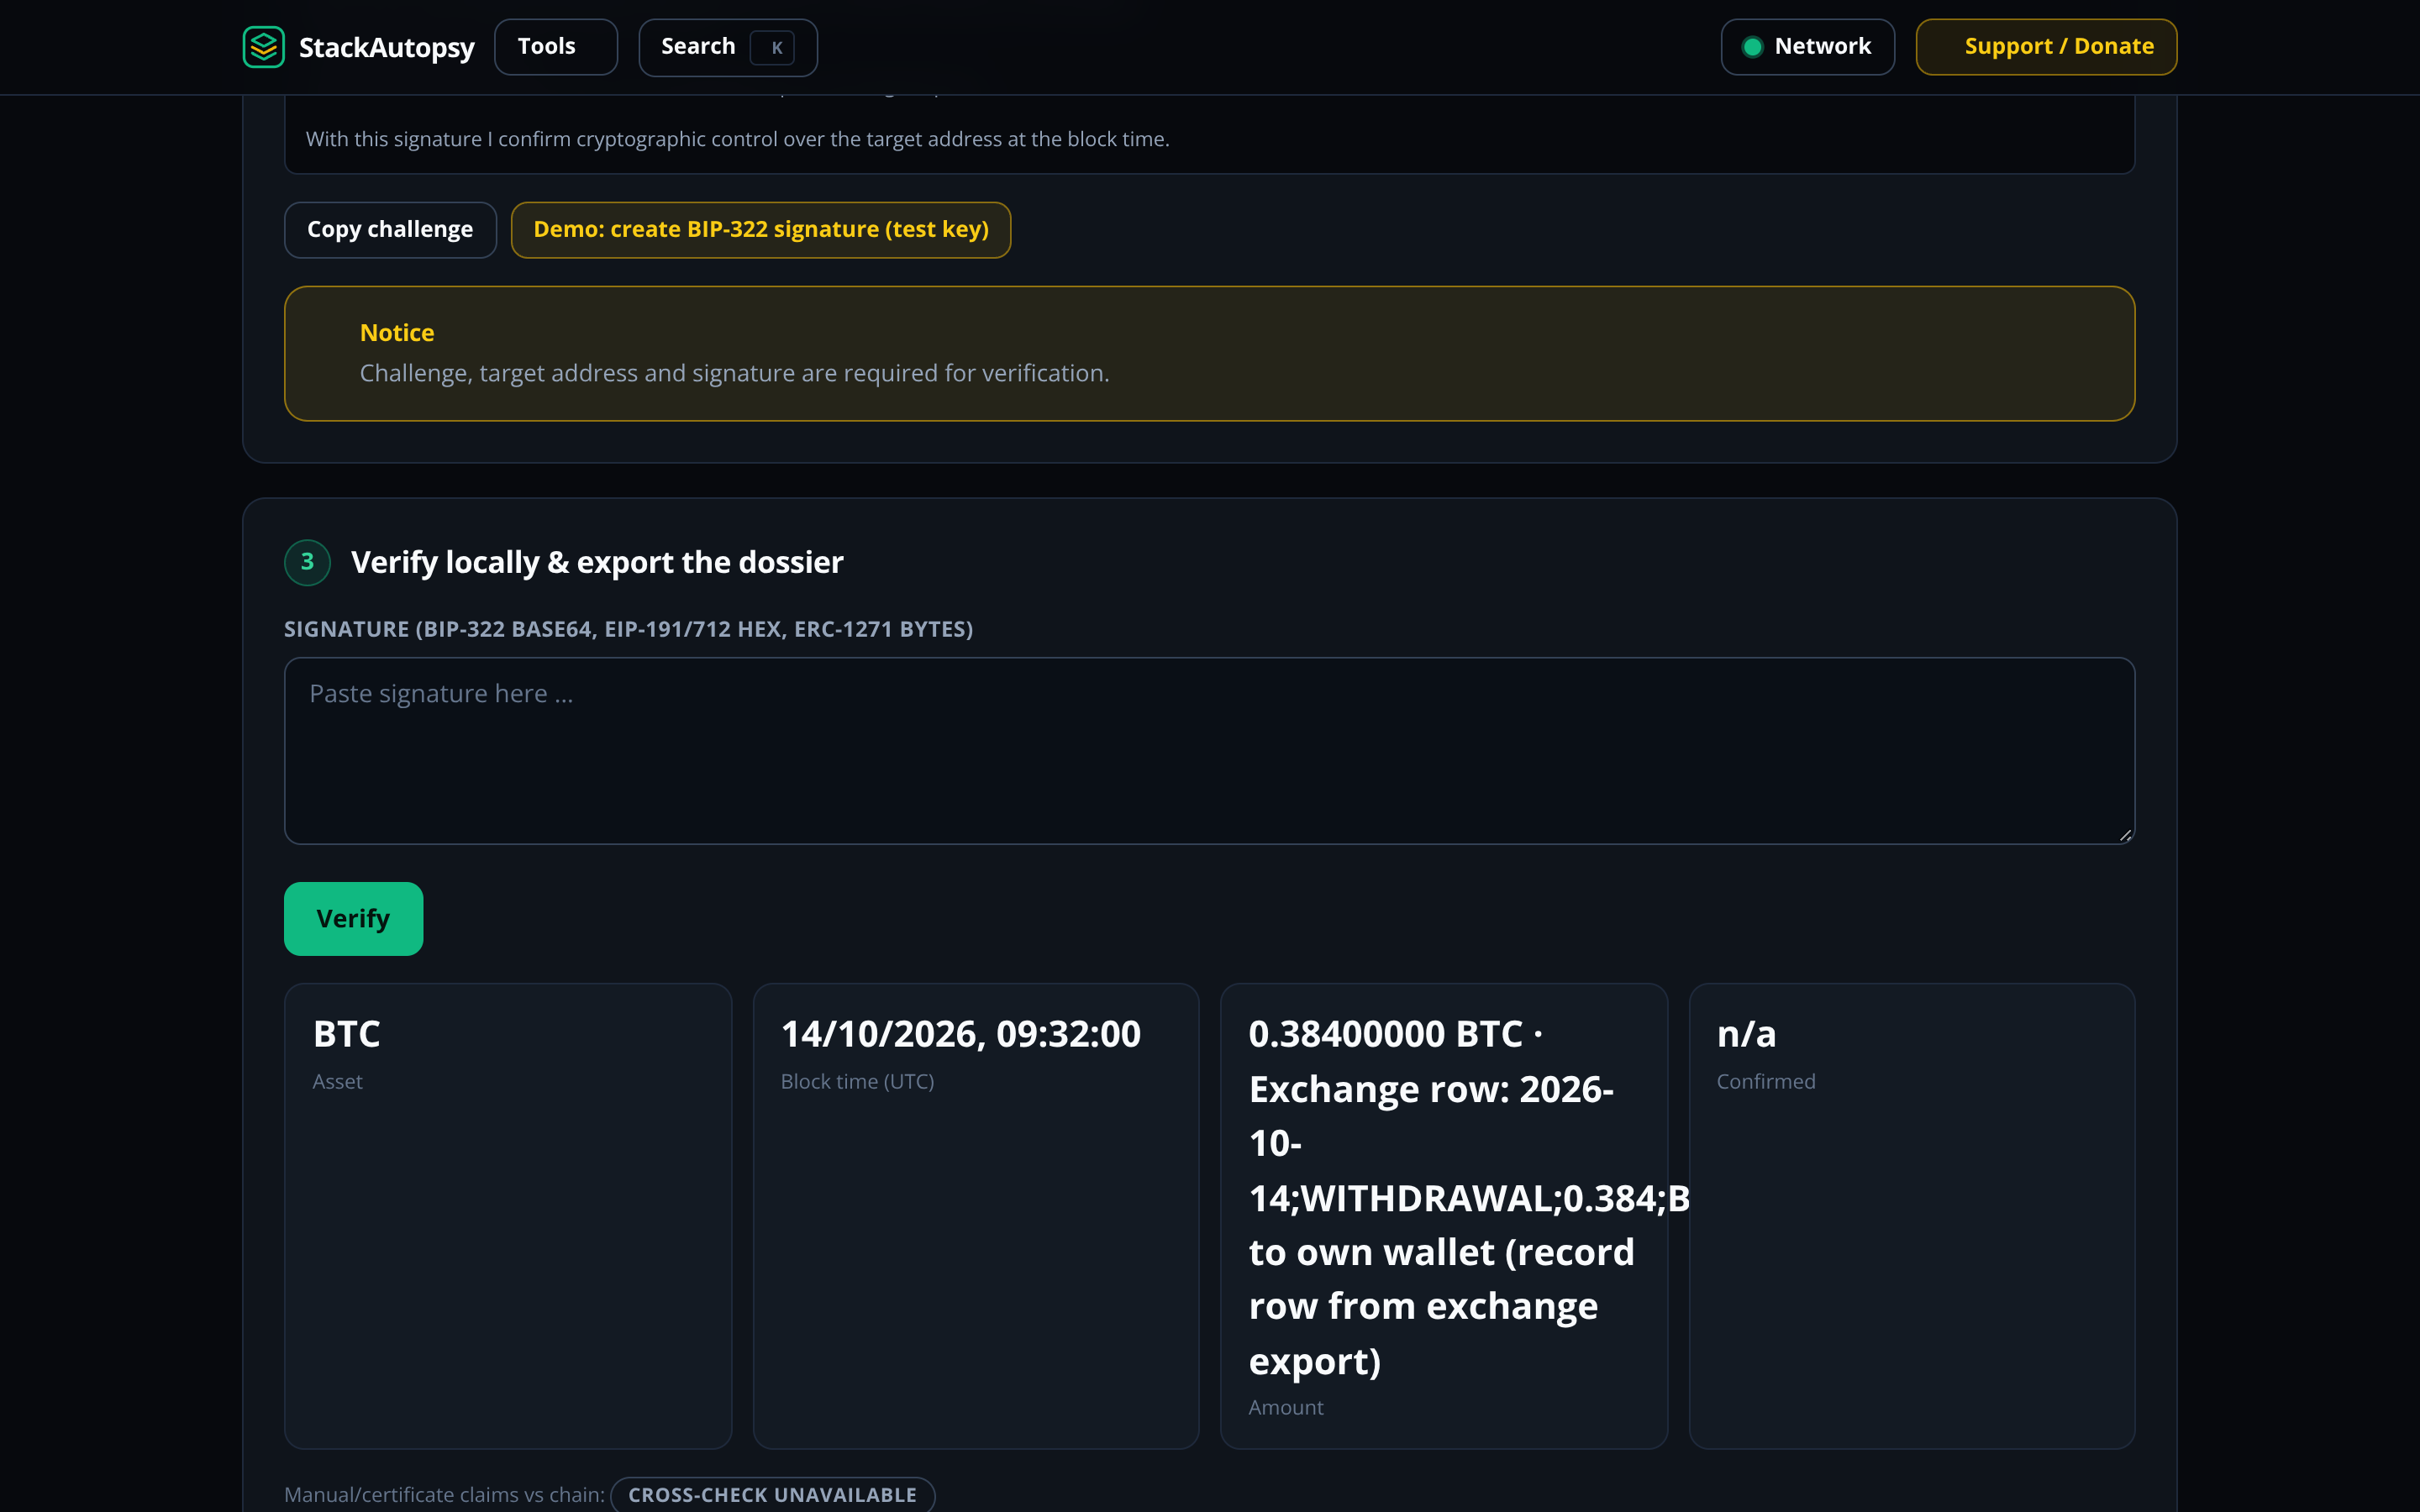 StackAutopsy
Tools
Search K
Network
Support / Donate
With this signature I confirm cryptographic control over the target address at the block time.
Copy challenge
Demo: create BIP-322 signature (test key)
Notice
Challenge, target address and signature are required for verification.
3 Verify locally & export the dossier
SIGNATURE (BIP-322 BASE64, EIP-191/712 HEX, ERC-1271 BYTES)
Paste signature here ...
Verify
BTC
Asset
14/10/2026, 09:32:00
Block time (UTC)
0.38400000 BTC ·
Exchange row: 2026-
10-
14;WITHDRAWAL;0.384;B
to own wallet (record
row from exchange
export)
Amount
n/a
Confirmed
Manual/certificate claims vs chain: CROSS-CHECK UNAVAILABLE